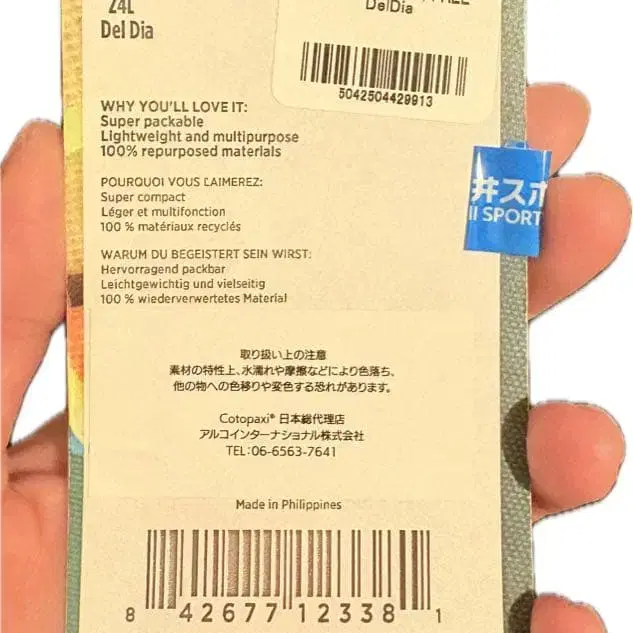 24L
Del Dia
DelDia
5042504429913
WHY YOU'LL LOVE IT:
Super packable
Lightweight and multipurpose
100% repurposed materials
POURQUOI VOUS L'AIMEREZ:
Super compact
Léger et multifonction
100 % matériaux recyclés
WARUM DU BEGEISTERT SEIN WIRST:
Hervorragend packbar
Leichtgewichtig und vielseitig
100 % wiederverwertetes Material
井スポ
II SPORT
取り扱い上の注意
素材の特性上、水濡れや摩擦などにより色落ち、
他の物への色移りや変色する恐れがあります。
Cotopaxi® 日本総代理店
アルコインターナショナル株式会社
TEL:06-6563-7641
Made in Philippines
8 42677 12338 1